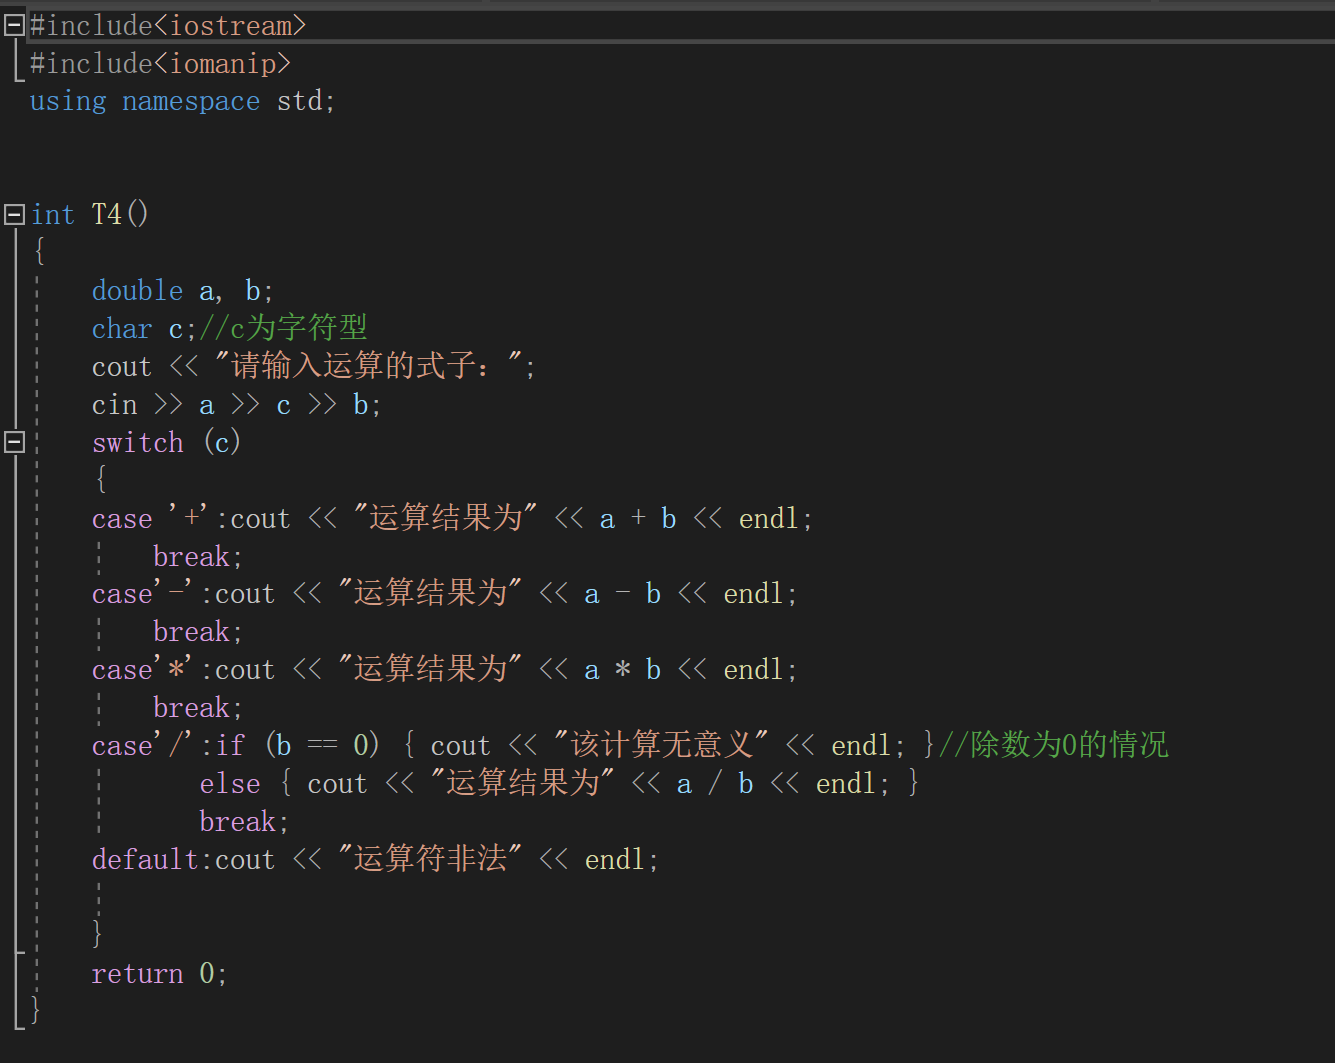 #include<iostream>
#include<iomanip>
using namespace std;
int T4()
{
double a, b;
char c;//c为字符型
cout << "请输入运算的式子：";
cin >> a >> c >> b;
switch (c)
{
case '+':cout << "运算结果为" << a + b << endl;
break;
case'-':cout << "运算结果为" << a - b << endl;
break;
case'*':cout << "运算结果为" << a * b << endl;
break;
case'/':if (b == 0) { cout << "该计算无意义" << endl; }//除数为0的情况
else { cout << "运算结果为" << a / b << endl; }
break;
default:cout << "运算符非法" << endl;
}
return 0;
}